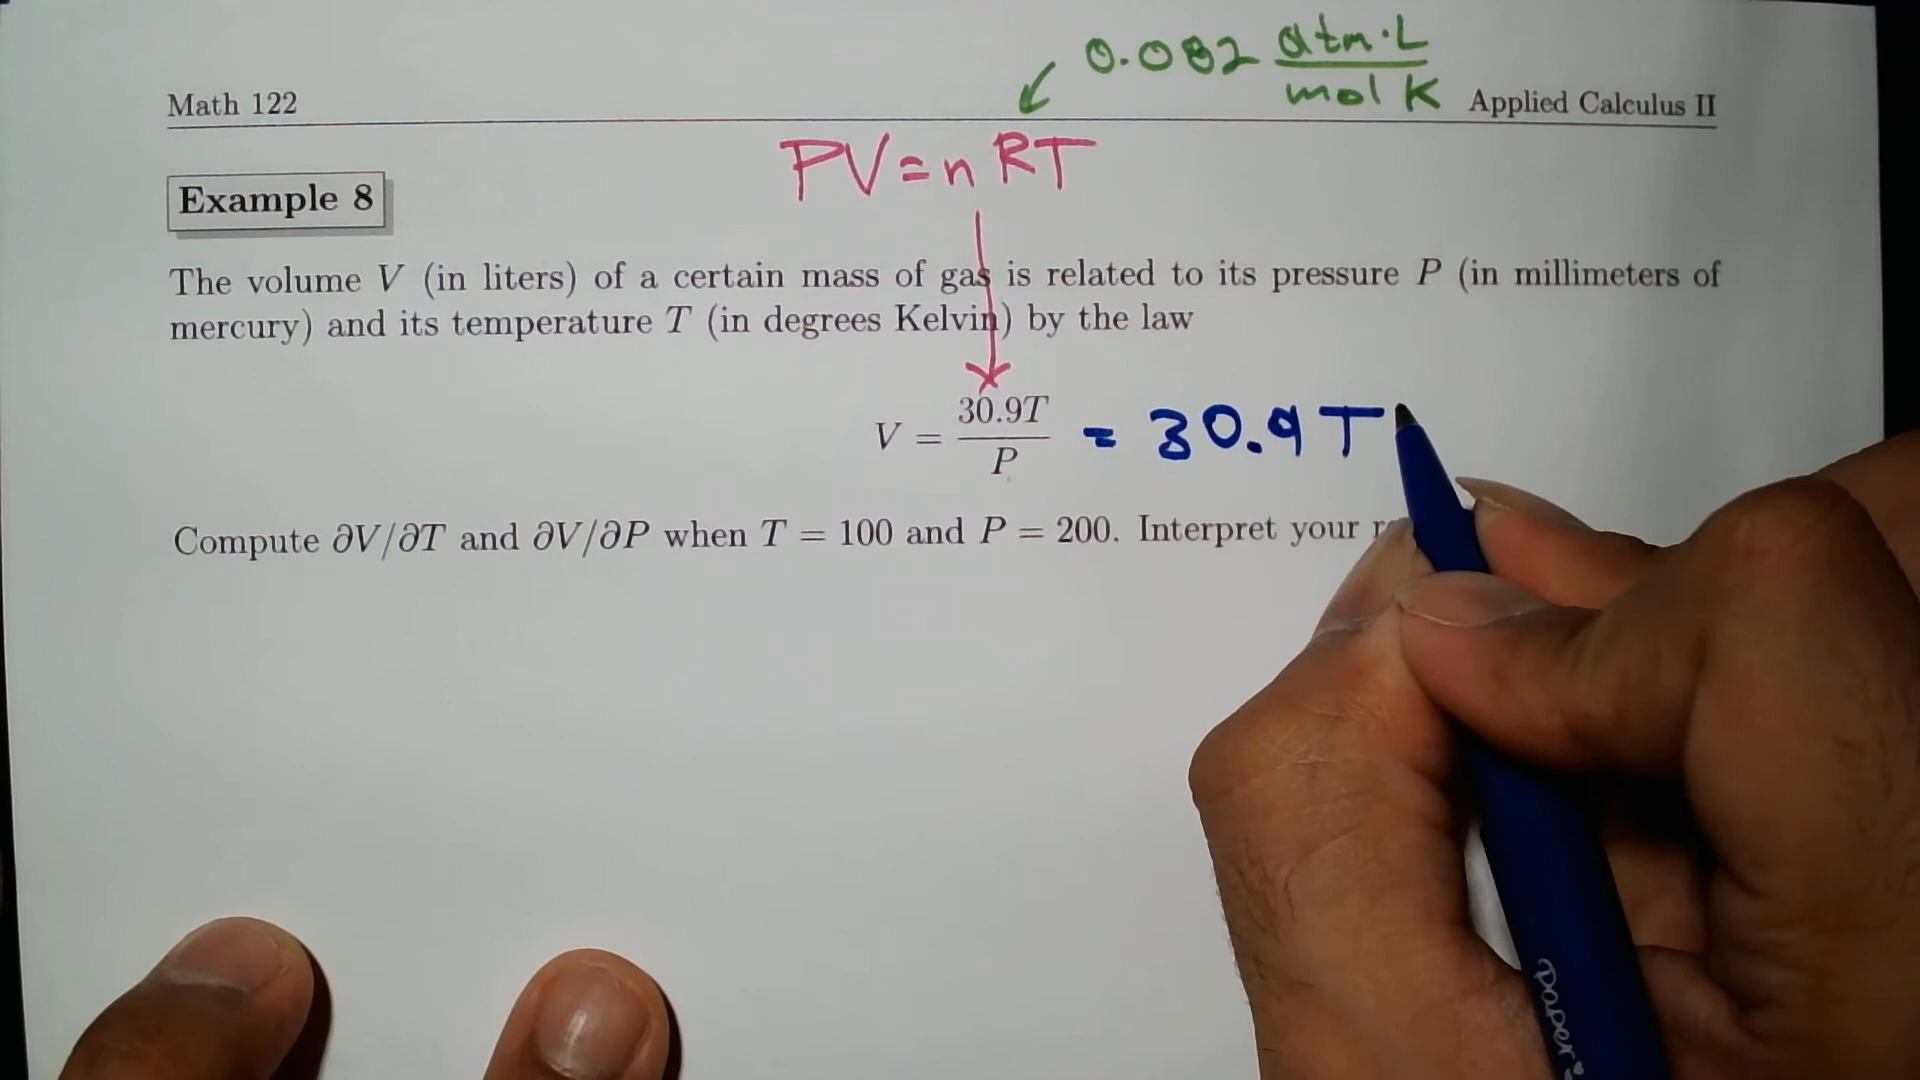 0.082 atm·L
mol K
Math 122
Applied Calculus II
PV=nRT
Example 8
The volume V (in liters) of a certain mass of gas is related to its pressure P (in millimeters of
mercury) and its temperature T (in degrees Kelvin) by the law
V = 30.9T / P = 30.9T
Compute ∂V/∂T and ∂V/∂P when T = 100 and P = 200. Interpret your
Paper